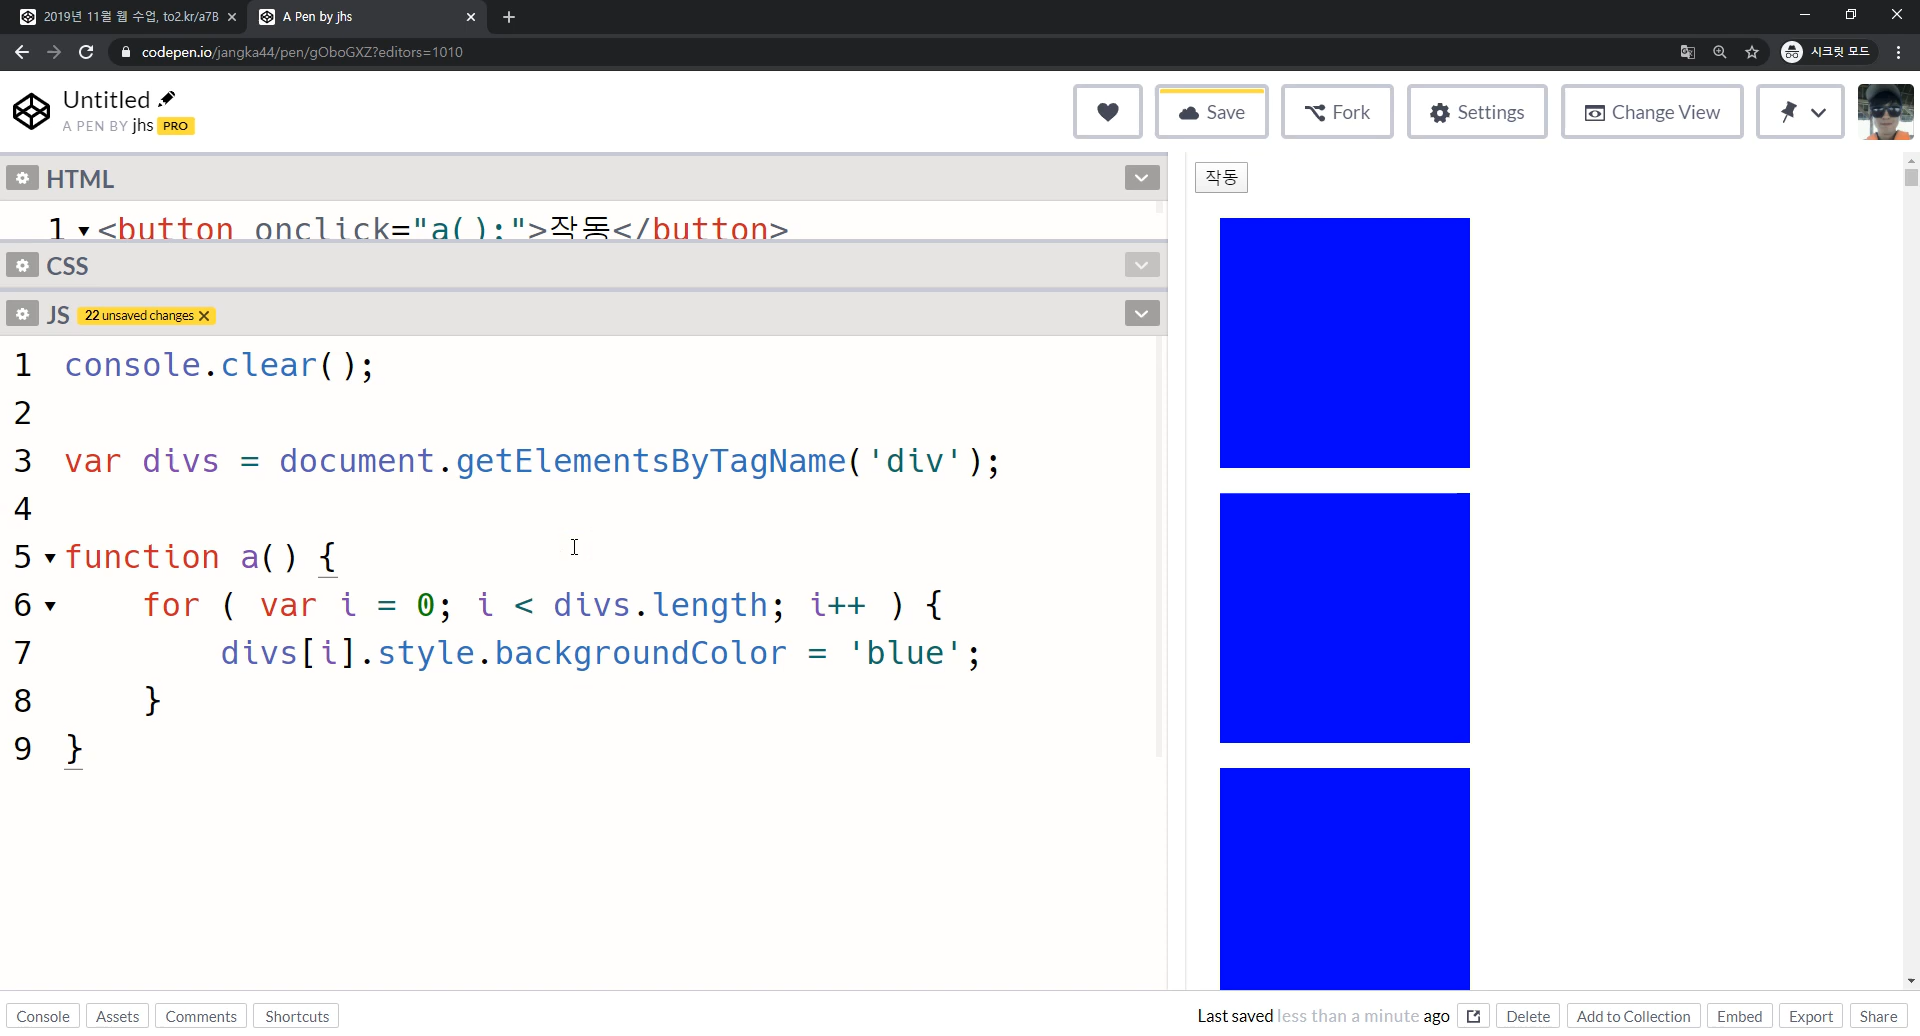 2019년 11월 웹 수업, to2.kr/a7B
A Pen by jhs
codepen.io/jangka44/pen/gOboGXZ?editors=1010
시크릿 모드
Untitled
A PEN BY jhs PRO
Save
Fork
Settings
Change View
HTML
1 <button onclick="a();">작동</button>
CSS
JS 22 unsaved changes
1 console.clear();
2
3 var divs = document.getElementsByTagName('div');
4
5 function a() {
6 for ( var i = 0; i < divs.length; i++ ) {
7 divs[i].style.backgroundColor = 'blue';
8 }
9 }
작동
Console Assets Comments Shortcuts
Last saved less than a minute ago Delete Add to Collection Embed Export Share